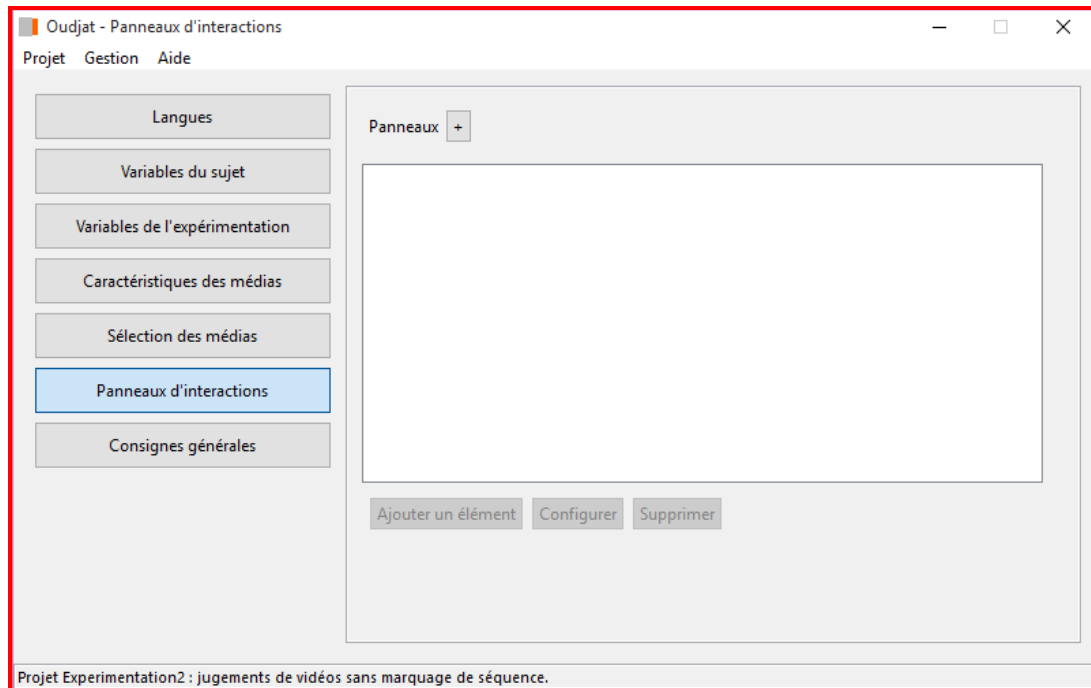 Oudjat - Panneaux d'interactions
Projet Gestion Aide
Langues
Variables du sujet
Variables de l'expérimentation
Caractéristiques des médias
Sélection des médias
Panneaux d'interactions
Consignes générales
Panneaux +
Ajouter un élément Configurer Supprimer
Projet Experimentation2 : jugements de vidéos sans marquage de séquence.